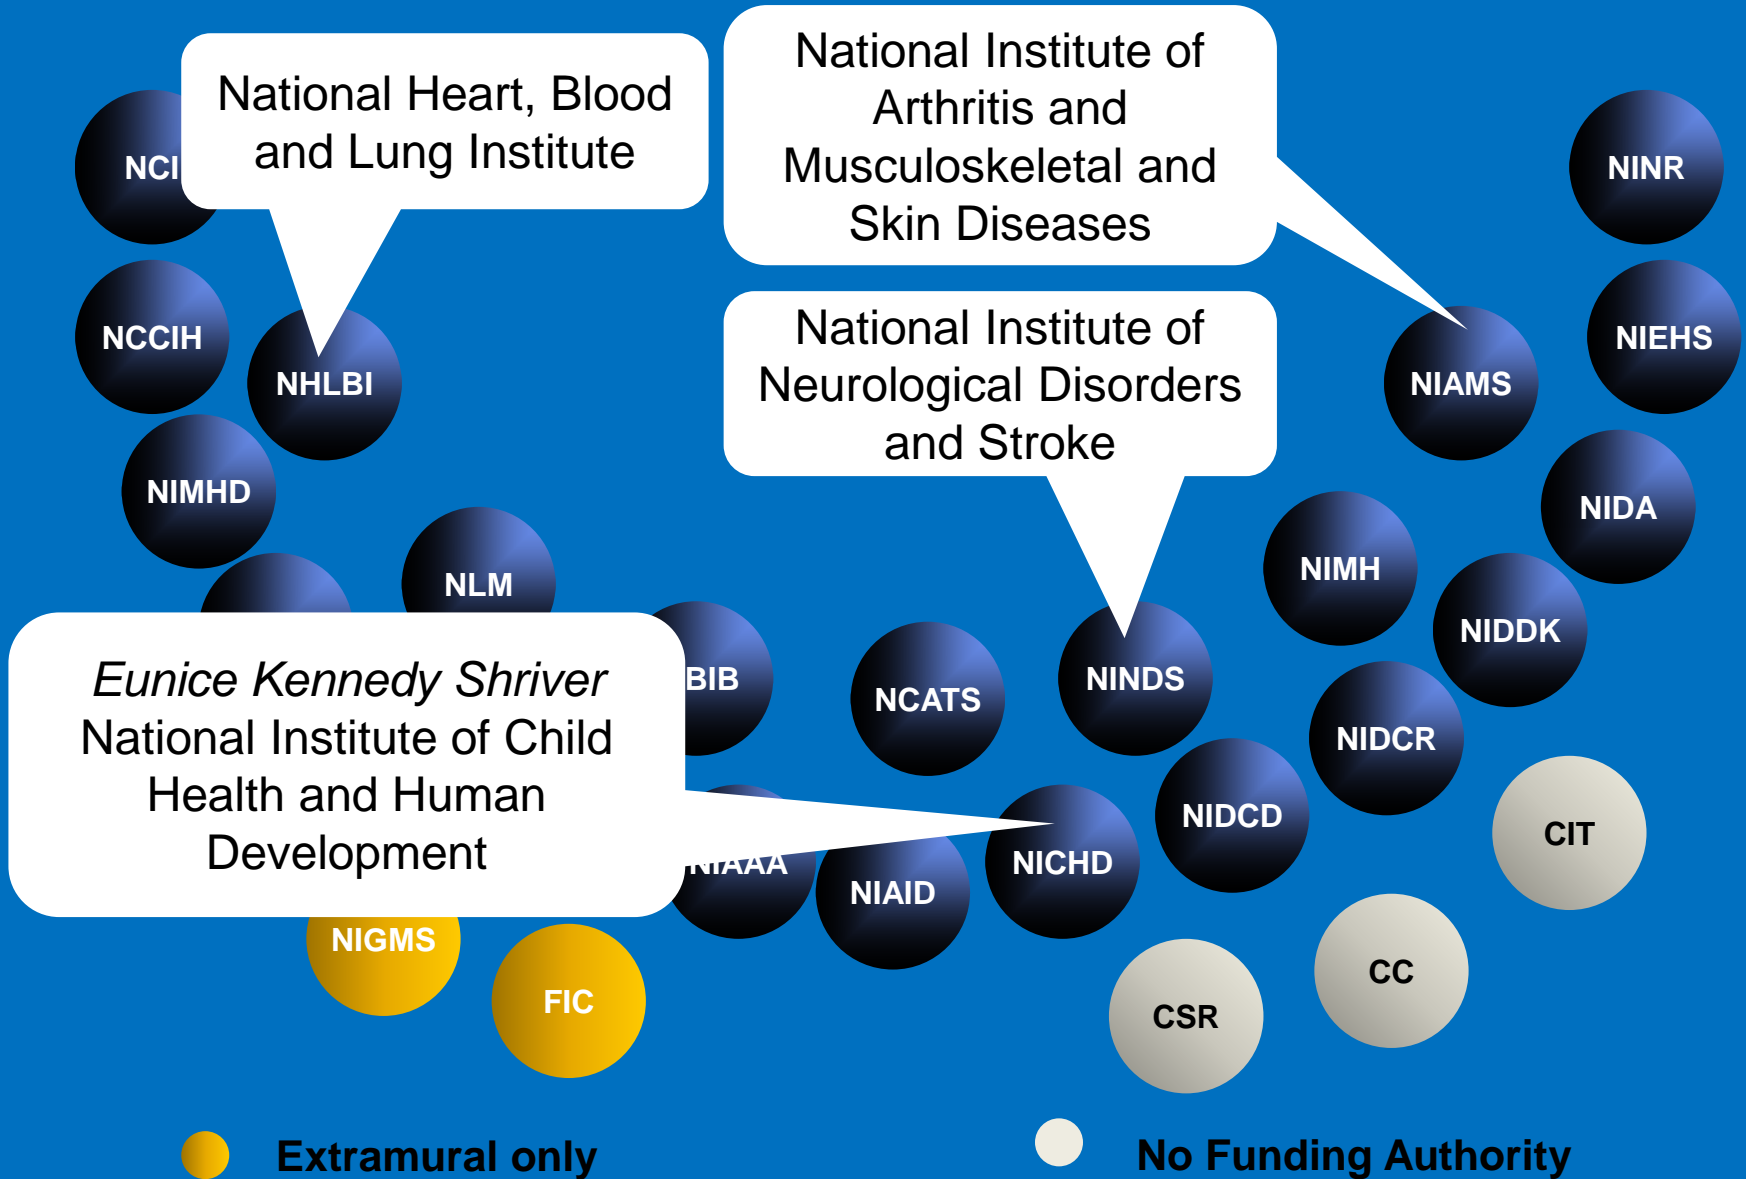 National Heart, Blood
and Lung Institute
National Institute of
Arthritis and
Musculoskeletal and
Skin Diseases
NCI
NINR
NCCIH
NHLBI
National Institute of
Neurological Disorders
and Stroke
NIAMS
NIEHS
NIMHD
NIDA
NLM
NIMH
NIDDK
Eunice Kennedy Shriver
National Institute of Child
Health and Human
Development
BIB
NCATS
NINDS
NIDCR
NIDCD
CIT
NIAAA
NIAID
NICHD
NIGMS
FIC
CSR
CC
Extramural only
No Funding Authority